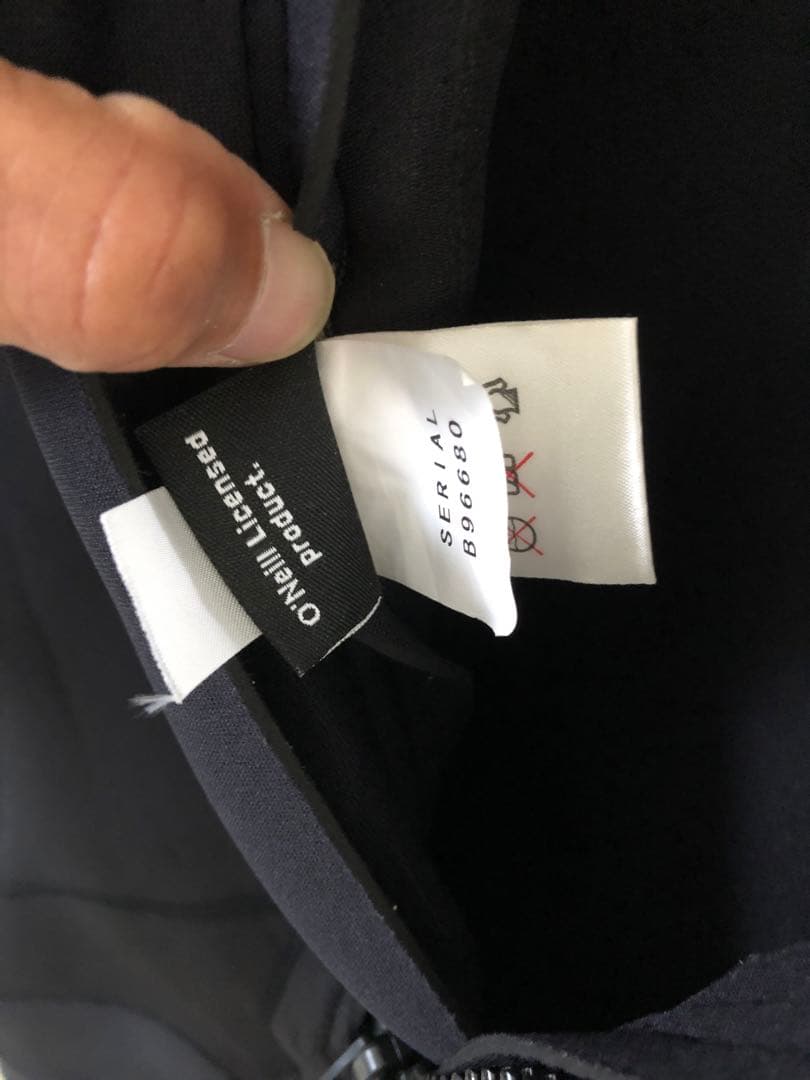 O'Neill Licensed
product.
SERIAL
B96680